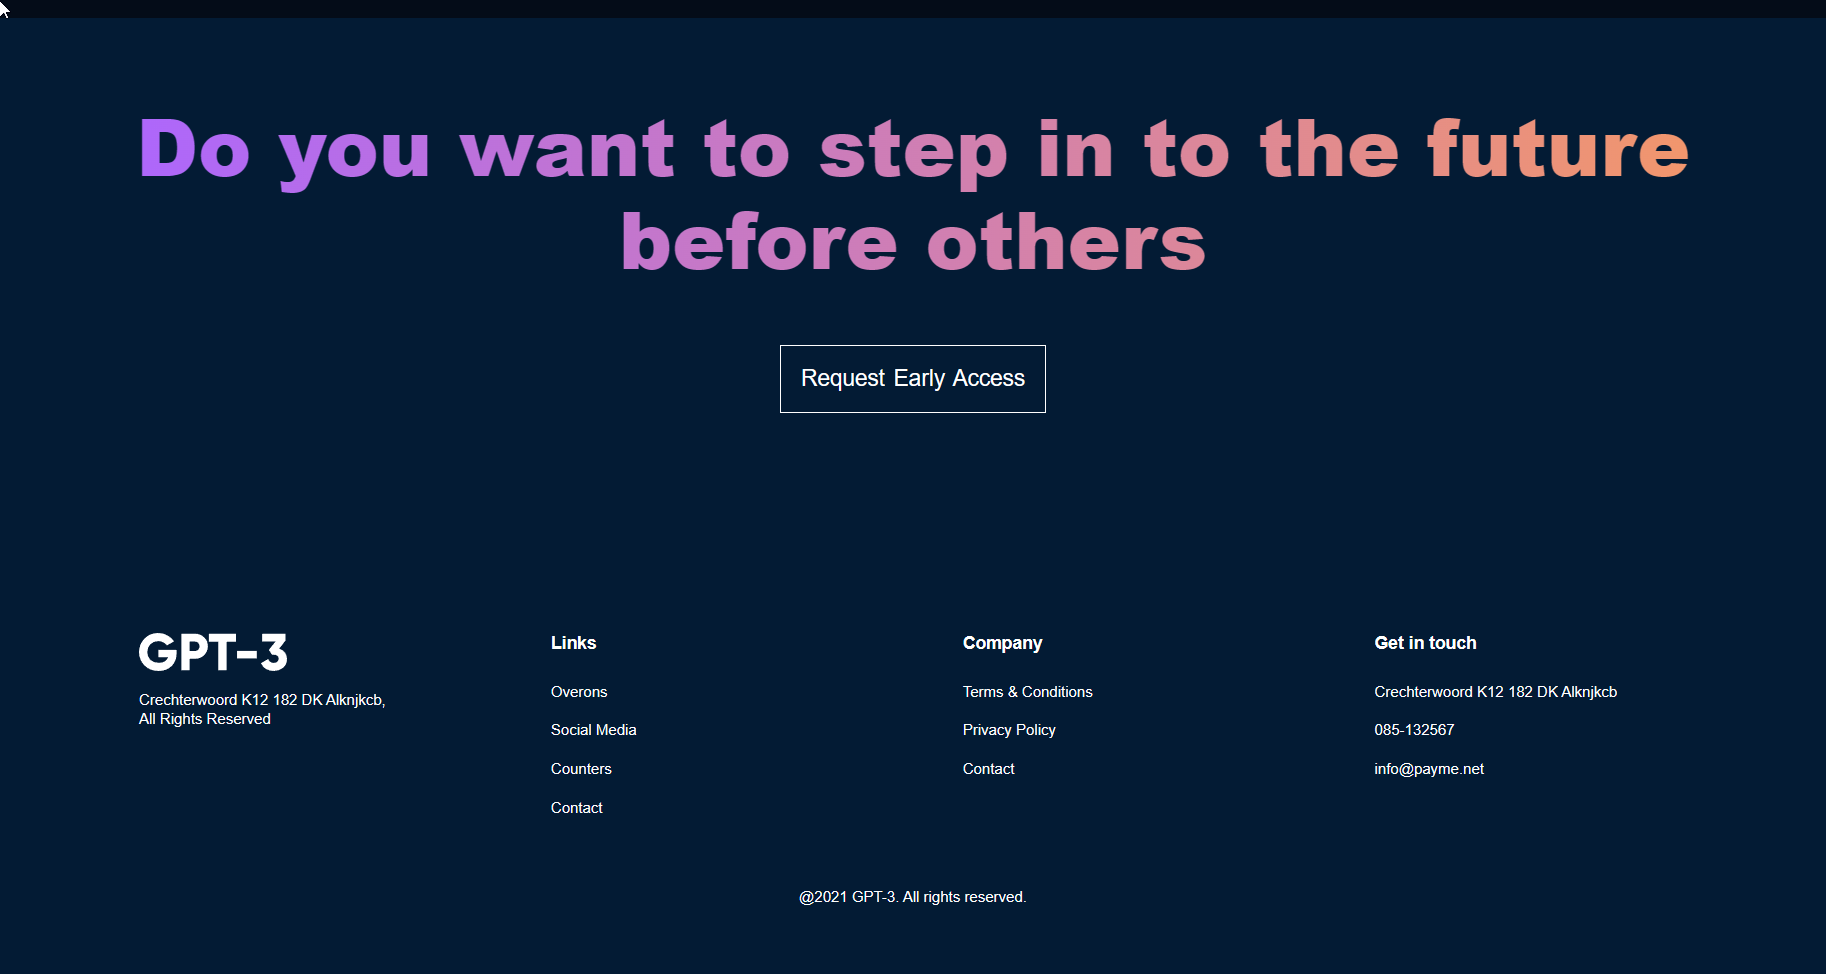 Do you want to step in to the future
before others
Request Early Access
GPT-3
Crechterwoord K12 182 DK Alknjkcb,
All Rights Reserved
Links
Overons
Social Media
Counters
Contact
Company
Terms & Conditions
Privacy Policy
Contact
Get in touch
Crechterwoord K12 182 DK Alknjkcb
085-132567
info@payme.net
@2021 GPT-3. All rights reserved.